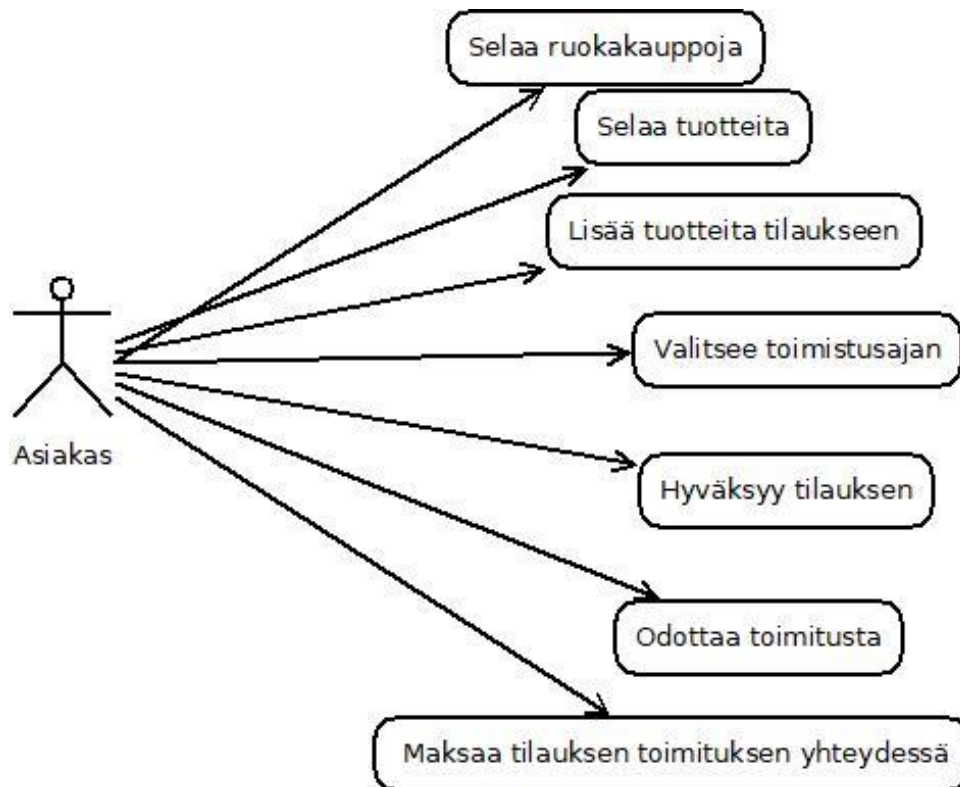 Selaa ruokakauppoja
Selaa tuotteita
Lisää tuotteita tilaukseen
Valitsee toimistusajan
Asiakas
Hyväksyy tilauksen
Odottaa toimitusta
Maksaa tilauksen toimituksen yhteydessä